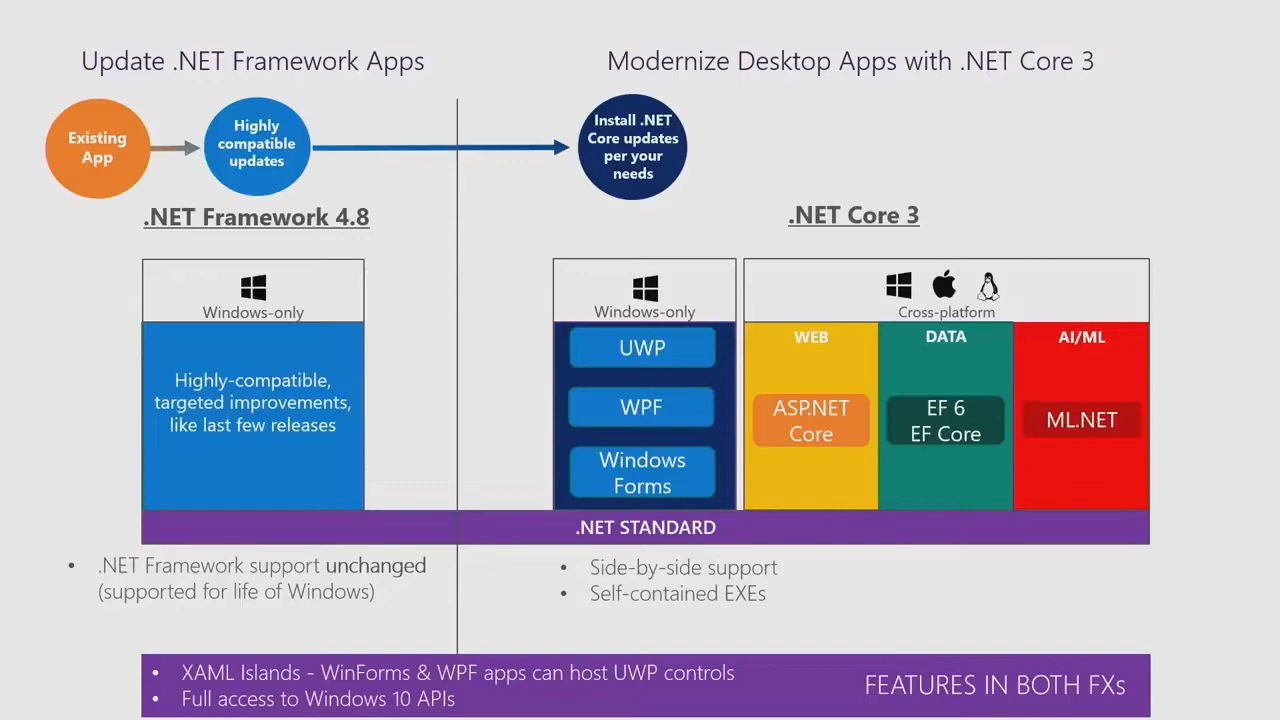 Update .NET Framework Apps
Modernize Desktop Apps with .NET Core 3
Existing
App
Highly
compatible
updates
Install .NET
Core updates
per your
needs
.NET Framework 4.8
.NET Core 3
Windows-only
Highly-compatible,
targeted improvements,
like last few releases
Windows-only
UWP
WPF
Windows
Forms
Cross-platform
WEB
ASP.NET
Core
DATA
EF 6
EF Core
AI/ML
ML.NET
.NET STANDARD
• .NET Framework support unchanged
(supported for life of Windows)
• Side-by-side support
• Self-contained EXEs
• XAML Islands - WinForms & WPF apps can host UWP controls
• Full access to Windows 10 APIs
FEATURES IN BOTH FXs